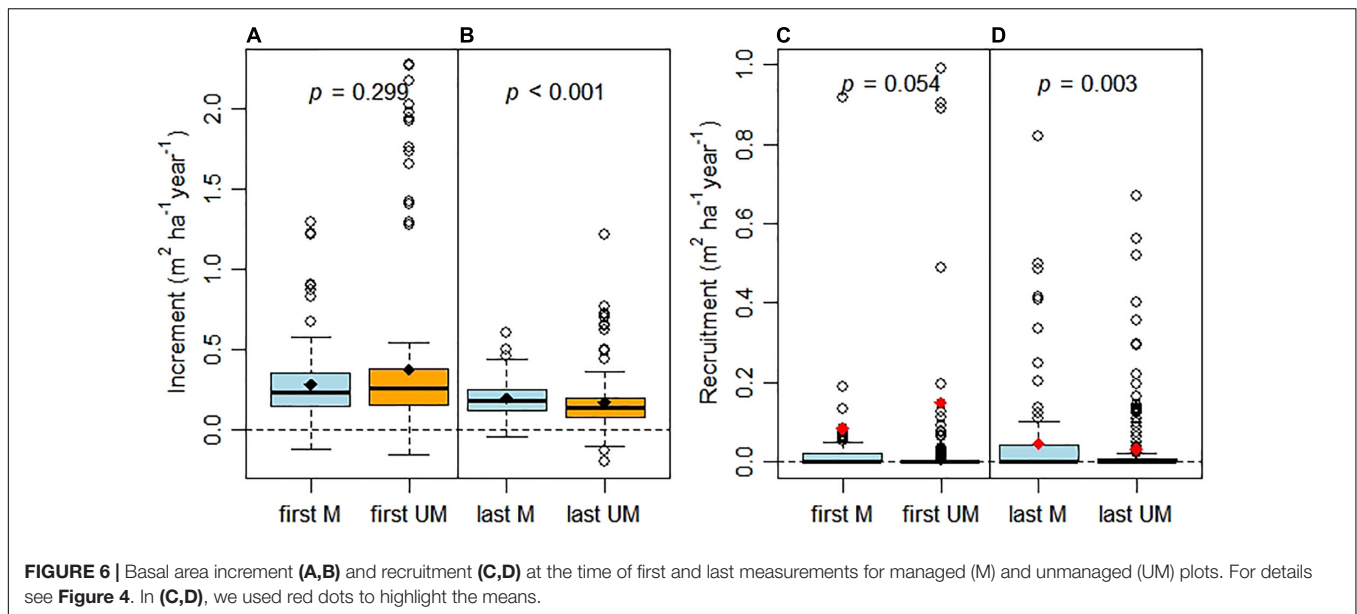 A
B
C
D
p = 0.299
p < 0.001
p = 0.054
p = 0.003
Increment (m² ha⁻¹year⁻¹)
2.0
1.5
1.0
0.5
0.0
Recruitment (m² ha⁻¹year⁻¹)
1.0
0.8
0.6
0.4
0.2
0.0
first M
first UM
last M
last UM
first M
first UM
last M
last UM
FIGURE 6 | Basal area increment (A,B) and recruitment (C,D) at the time of first and last measurements for managed (M) and unmanaged (UM) plots. For details
see Figure 4. In (C,D), we used red dots to highlight the means.